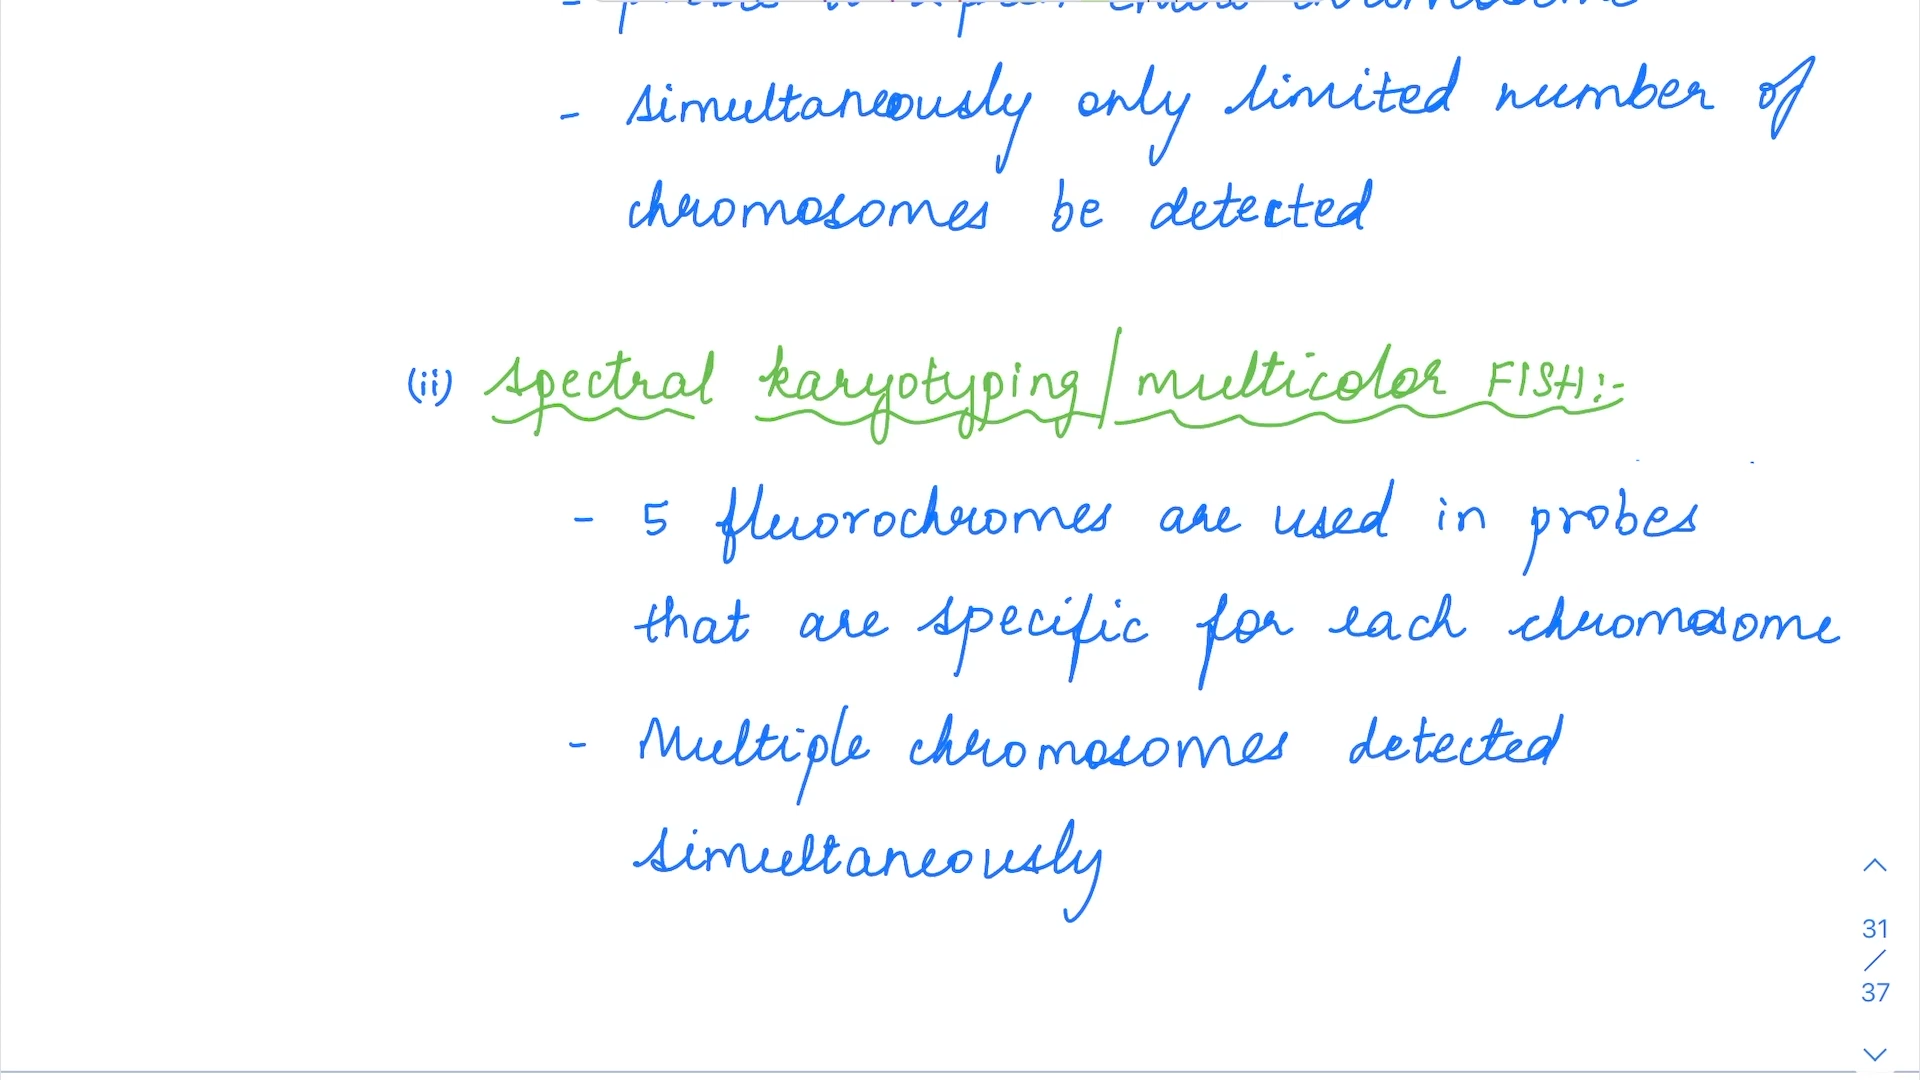 - simultaneously only limited number of
chromosomes be detected
(ii) spectral karyotyping / multicolor FISH:-
- 5 fluorochromes are used in probes
that are specific for each chromosome
- Multiple chromosomes detected
simultaneously
31
/
37